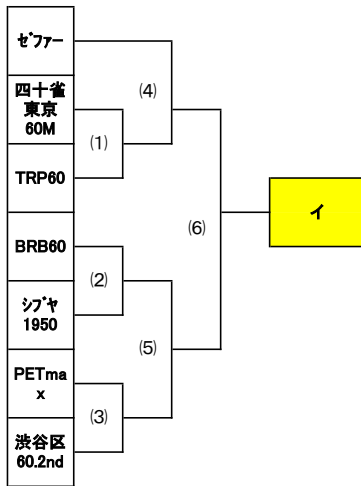 ゼファー
(4)
四十雀
東京
60M
(1)
TRP60
(6)
イ
BRB60
(2)
シブヤ
1950
(5)
PETma
x
(3)
渋谷区
60.2nd